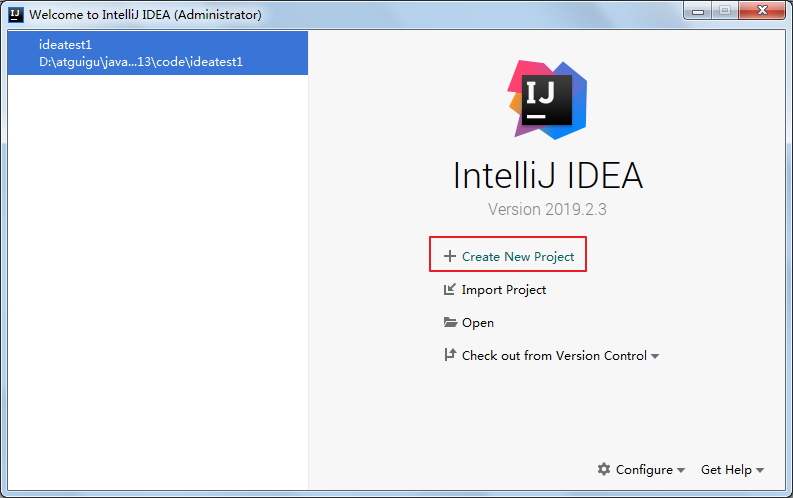 Welcome to IntelliJ IDEA (Administrator)
ideatest1
D:\atguigu\java...13\code\ideatest1
IJ
IntelliJ IDEA
Version 2019.2.3
Create New Project
Import Project
Open
Check out from Version Control
Configure
Get Help